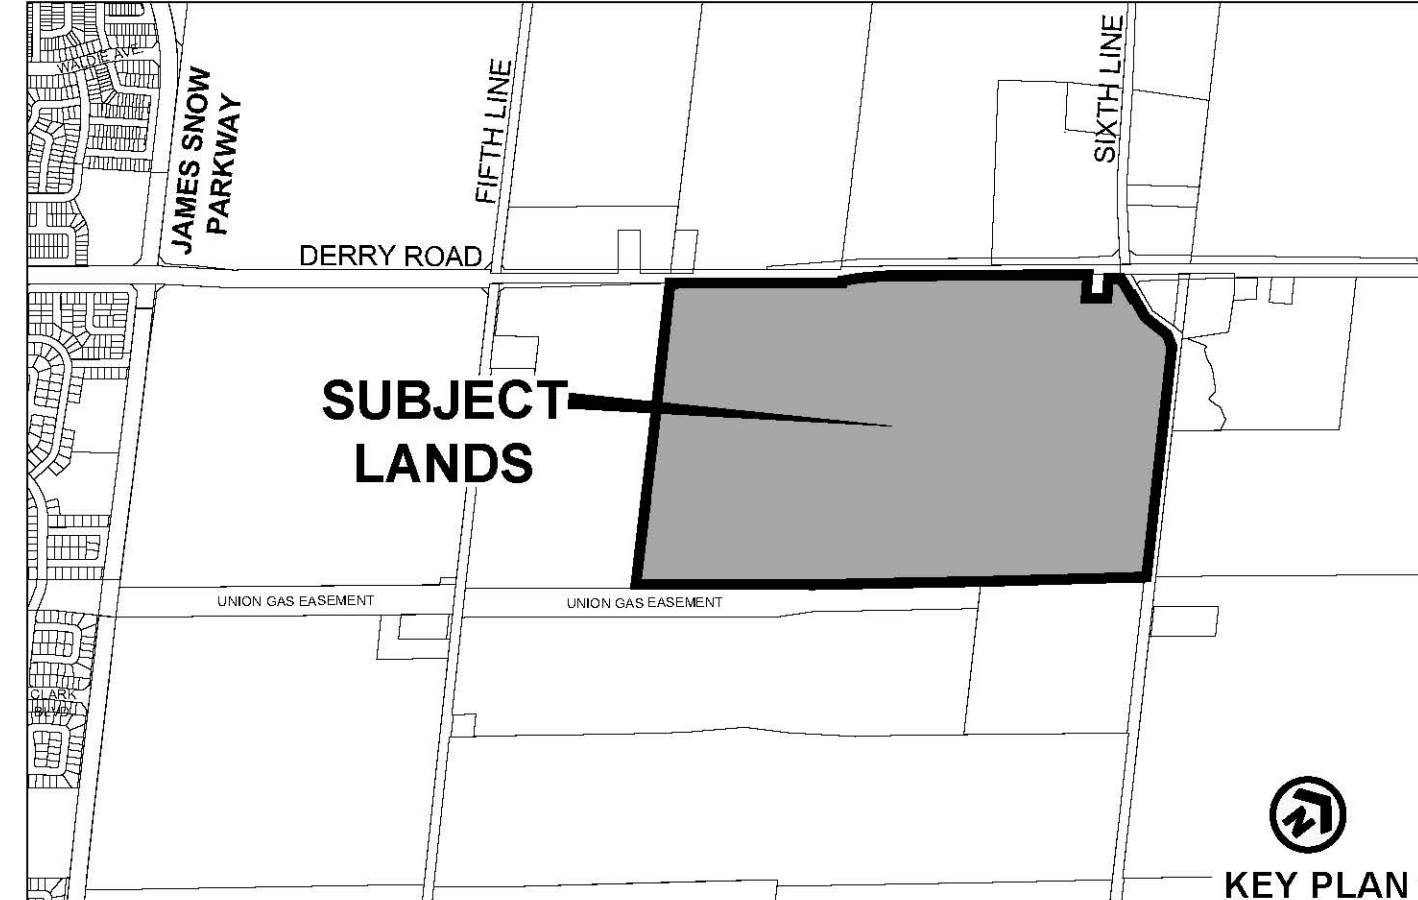 WALDIE AVE
JAMES SNOW
PARKWAY
FIFTH LINE
SIXTH LINE
DERRY ROAD
SUBJECT
LANDS
UNION GAS EASEMENT
UNION GAS EASEMENT
CLARK
BLVD
N
KEY PLAN